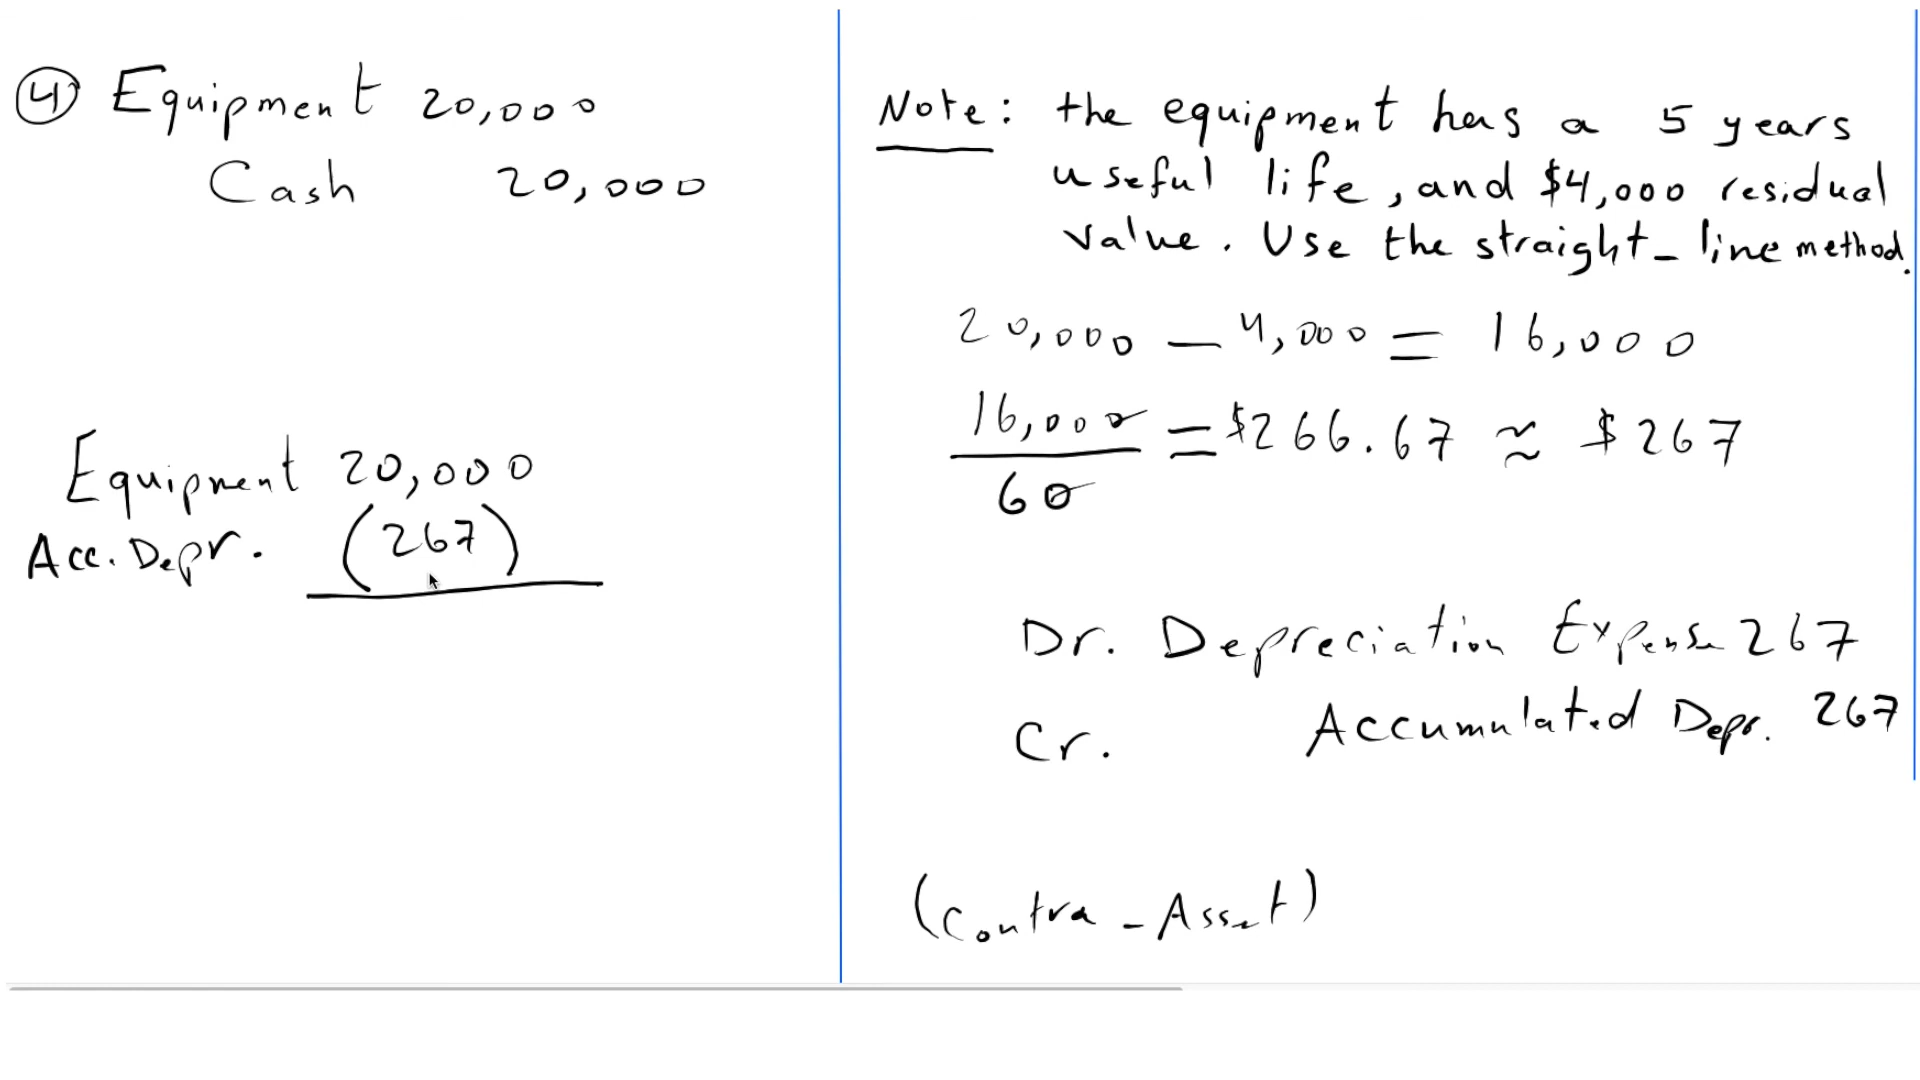 4 Equipment 20,000
Cash 20,000
Equipment 20,000
Acc. Depr. (267)
Note: the equipment has a 5 years
useful life, and $4,000 residual
value. Use the straight-line method.
20,000 - 4,000 = 16,000
16,000 = $266.67 ≈ $267
60
Dr. Depreciation Expense 267
Cr. Accumulated Depr. 267
(Contra-Asset)